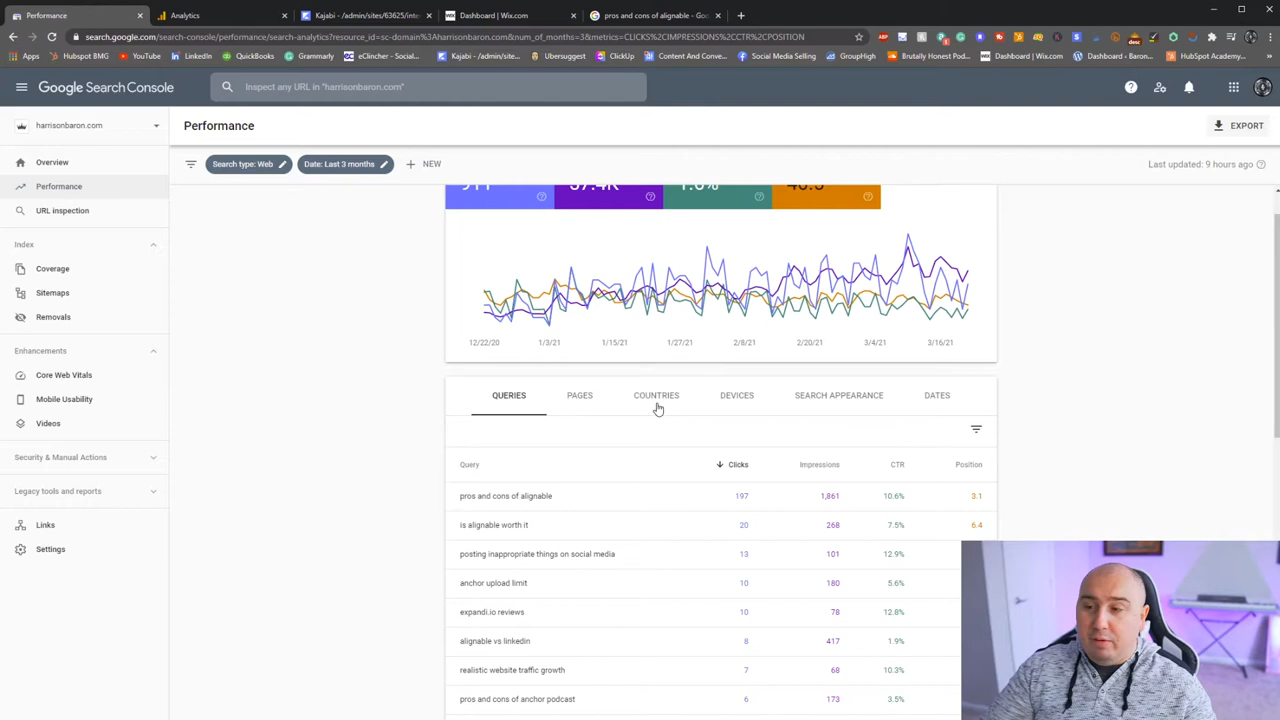 Performance
Analytics
Kajabi - /admin/sites/63625/inte
Dashboard | Wix.com
pros and cons of alignable - Goo
search.google.com/search-console/performance/search-analytics?resource_id=sc-domain%3Aharrisonbaron.com&num_of_months=3&metrics=CLICKS%2CIMPRESSIONS%2CCTR%2CPOSITION
Apps
Hubspot BMG
YouTube
LinkedIn
QuickBooks
Grammarly
eClincher - Social...
ClickUp
Kajabi - /admin/site...
Ubersuggest
Content And Conve...
Social Media Selling
GroupHigh
Brutally Honest Pod...
Dashboard | Wix.com
Dashboard ‹ Baron...
HubSpot Academy...
Google Search Console
Inspect any URL in "harrisonbaron.com"
harrisonbaron.com
Performance
EXPORT
Overview
Search type: Web
Date: Last 3 months
NEW
Last updated: 9 hours ago
Performance
URL inspection
Index
Coverage
Sitemaps
Removals
Enhancements
Core Web Vitals
Mobile Usability
Videos
Security & Manual Actions
Legacy tools and reports
Links
Settings
12/22/20 1/3/21 1/15/21 1/27/21 2/8/21 2/20/21 3/4/21 3/16/21
QUERIES PAGES COUNTRIES DEVICES SEARCH APPEARANCE DATES
Query Clicks Impressions CTR Position
pros and cons of alignable 197 1,861 10.6% 3.1
is alignable worth it 20 268 7.5% 6.4
posting inappropriate things on social media 13 101 12.9%
anchor upload limit 10 180 5.6%
expandi.io reviews 10 78 12.8%
alignable vs linkedin 8 417 1.9%
realistic website traffic growth 7 68 10.3%
pros and cons of anchor podcast 6 173 3.5%